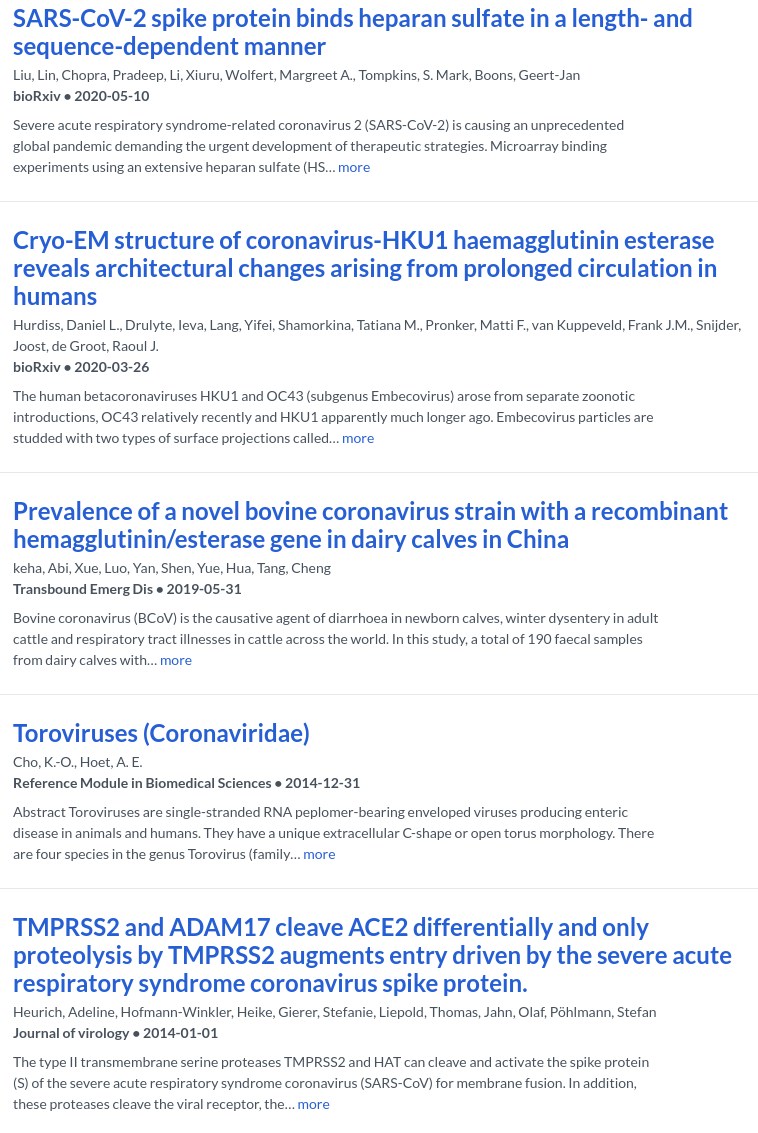 SARS-CoV-2 spike protein binds heparan sulfate in a length- and
sequence-dependent manner
Liu, Lin, Chopra, Pradeep, Li, Xiuru, Wolfert, Margreet A., Tompkins, S. Mark, Boons, Geert-Jan
bioRxiv • 2020-05-10
Severe acute respiratory syndrome-related coronavirus 2 (SARS-CoV-2) is causing an unprecedented
global pandemic demanding the urgent development of therapeutic strategies. Microarray binding
experiments using an extensive heparan sulfate (HS… more
Cryo-EM structure of coronavirus-HKU1 haemagglutinin esterase
reveals architectural changes arising from prolonged circulation in
humans
Hurdiss, Daniel L., Drulyte, Ieva, Lang, Yifei, Shamorkina, Tatiana M., Pronker, Matti F., van Kuppeveld, Frank J.M., Snijder,
Joost, de Groot, Raoul J.
bioRxiv • 2020-03-26
The human betacoronaviruses HKU1 and OC43 (subgenus Embecovirus) arose from separate zoonotic
introductions, OC43 relatively recently and HKU1 apparently much longer ago. Embecovirus particles are
studded with two types of surface projections called… more
Prevalence of a novel bovine coronavirus strain with a recombinant
hemagglutinin/esterase gene in dairy calves in China
keha, Abi, Xue, Luo, Yan, Shen, Yue, Hua, Tang, Cheng
Transbound Emerg Dis • 2019-05-31
Bovine coronavirus (BCoV) is the causative agent of diarrhoea in newborn calves, winter dysentery in adult
cattle and respiratory tract illnesses in cattle across the world. In this study, a total of 190 faecal samples
from dairy calves with… more
Toroviruses (Coronaviridae)
Cho, K.-O., Hoet, A. E.
Reference Module in Biomedical Sciences • 2014-12-31
Abstract Toroviruses are single-stranded RNA peplomer-bearing enveloped viruses producing enteric
disease in animals and humans. They have a unique extracellular C-shape or open torus morphology. There
are four species in the genus Torovirus (family… more
TMPRSS2 and ADAM17 cleave ACE2 differentially and only
proteolysis by TMPRSS2 augments entry driven by the severe acute
respiratory syndrome coronavirus spike protein.
Heurich, Adeline, Hofmann-Winkler, Heike, Gierer, Stefanie, Liepold, Thomas, Jahn, Olaf, Pöhlmann, Stefan
Journal of virology • 2014-01-01
The type II transmembrane serine proteases TMPRSS2 and HAT can cleave and activate the spike protein
(S) of the severe acute respiratory syndrome coronavirus (SARS-CoV) for membrane fusion. In addition,
these proteases cleave the viral receptor, the… more